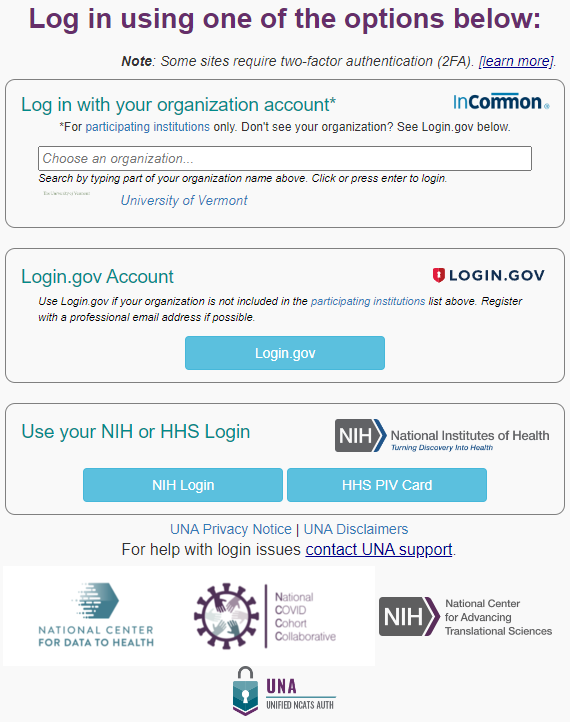 Log in using one of the options below:
Note: Some sites require two-factor authentication (2FA). [learn more].
Log in with your organization account*
InCommon®
*For participating institutions only. Don't see your organization? See Login.gov below.
Choose an organization...
Search by typing part of your organization name above. Click or press enter to login.
University of Vermont
Login.gov Account
LOGIN.GOV
Use Login.gov if your organization is not included in the participating institutions list above. Register
with a professional email address if possible.
Login.gov
Use your NIH or HHS Login
NIH National Institutes of Health
Turning Discovery Into Health
NIH Login
HHS PIV Card
UNA Privacy Notice | UNA Disclaimers
For help with login issues contact UNA support.
NATIONAL CENTER
FOR DATA TO HEALTH
National
COVID
Cohort
Collaborative
NIH
National Center
for Advancing
Translational Sciences
UNA
UNIFIED NCATS AUTH